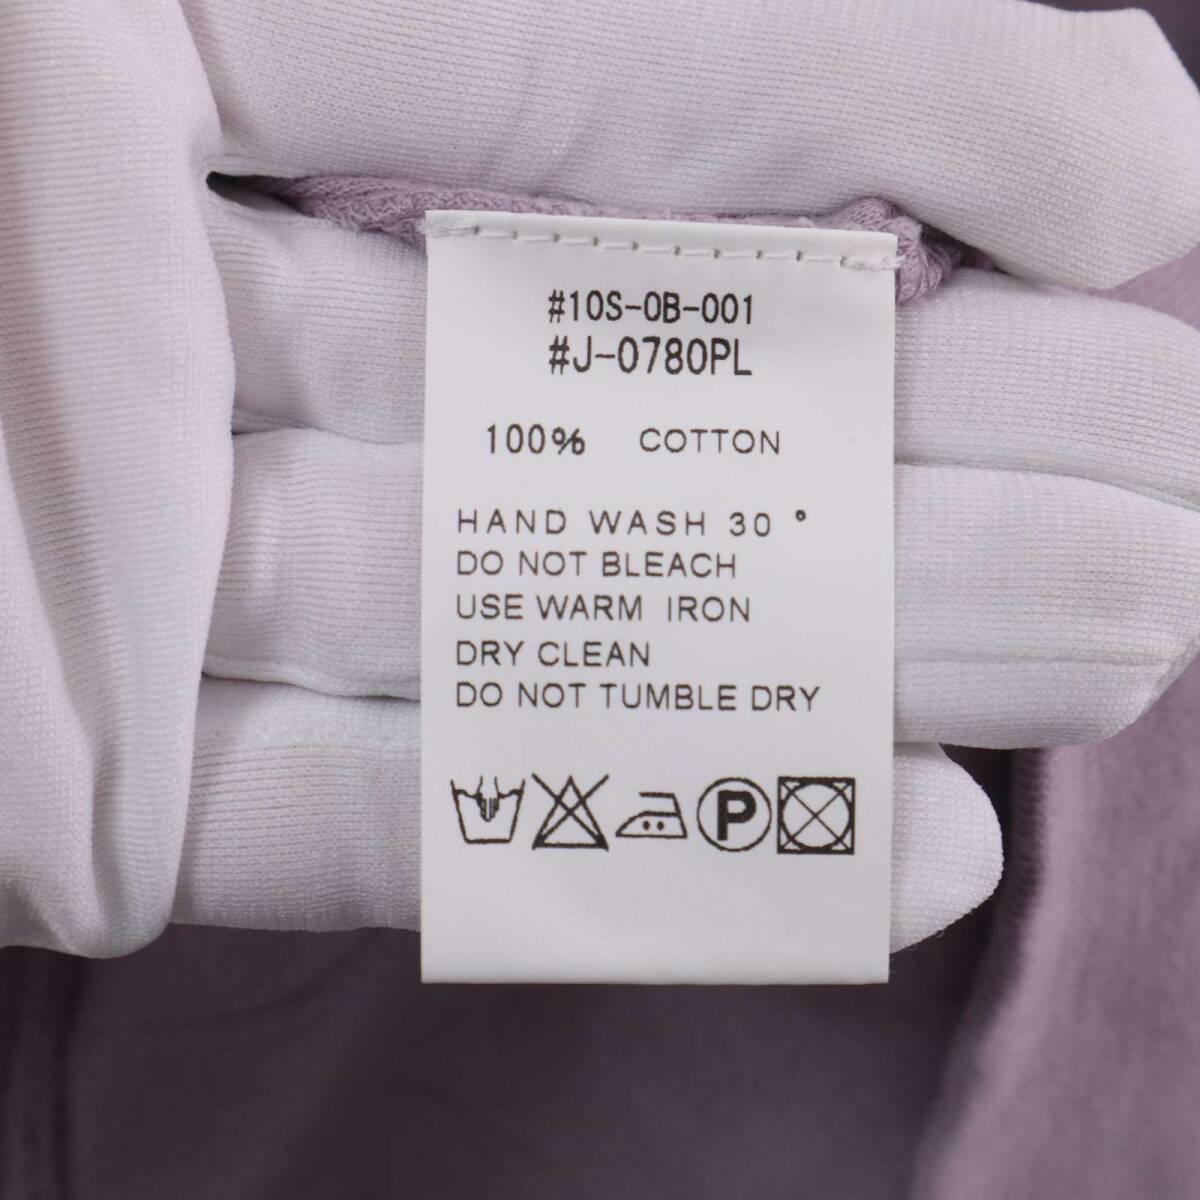 #10S-0B-001
#J-0780PL
100% COTTON
HAND WASH 30 °
DO NOT BLEACH
USE WARM IRON
DRY CLEAN
DO NOT TUMBLE DRY
P